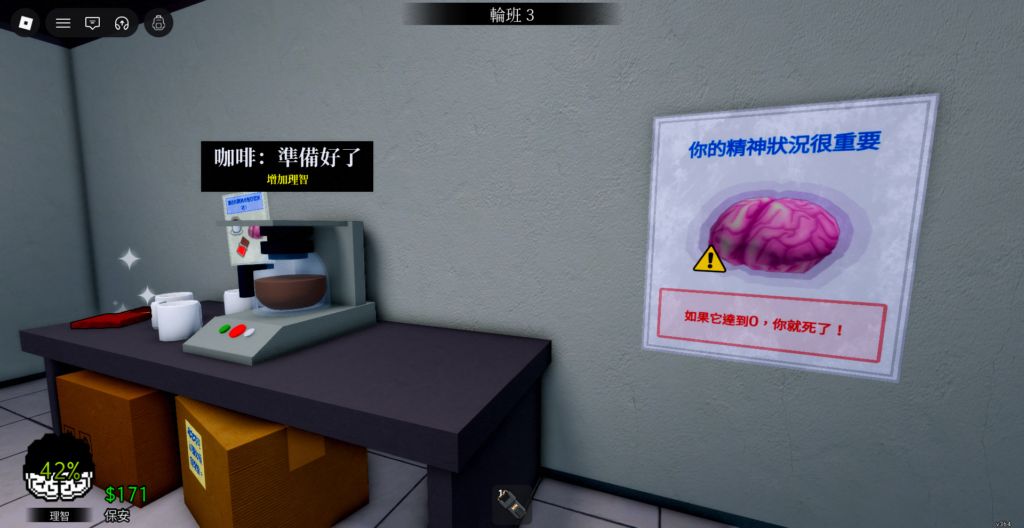 輪班 3
咖啡: 準備好了
增加理智
你的精神狀況很重要
如果它達到0，你就死了！
42%
理智
$171
保安
1
v364